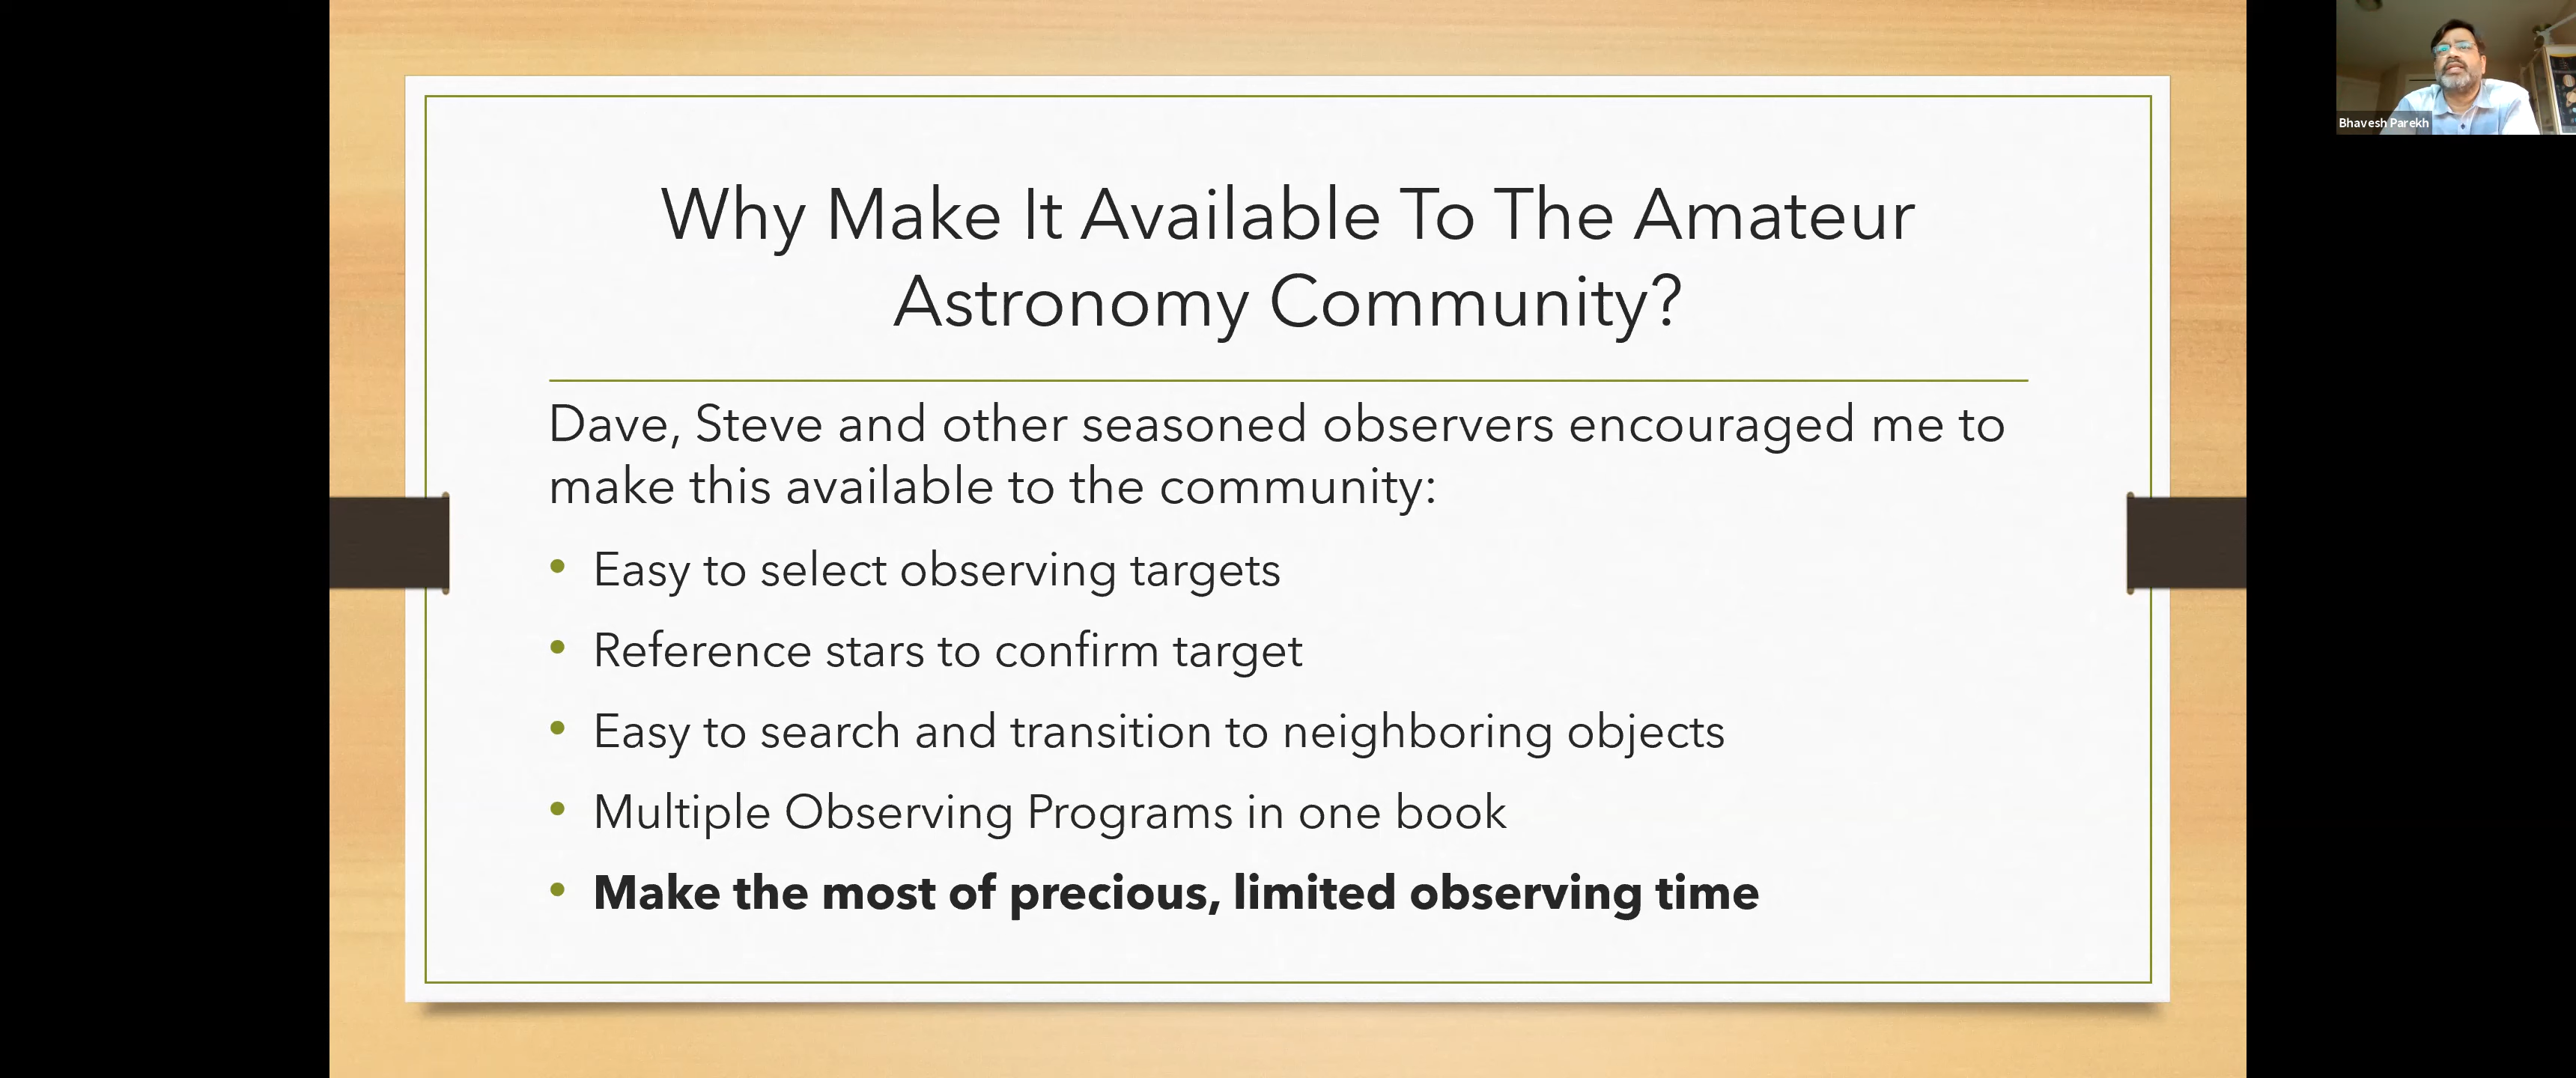 Why Make It Available To The Amateur
Astronomy Community?
Dave, Steve and other seasoned observers encouraged me to
make this available to the community:
• Easy to select observing targets
• Reference stars to confirm target
• Easy to search and transition to neighboring objects
• Multiple Observing Programs in one book
• Make the most of precious, limited observing time
Bhavesh Parekh